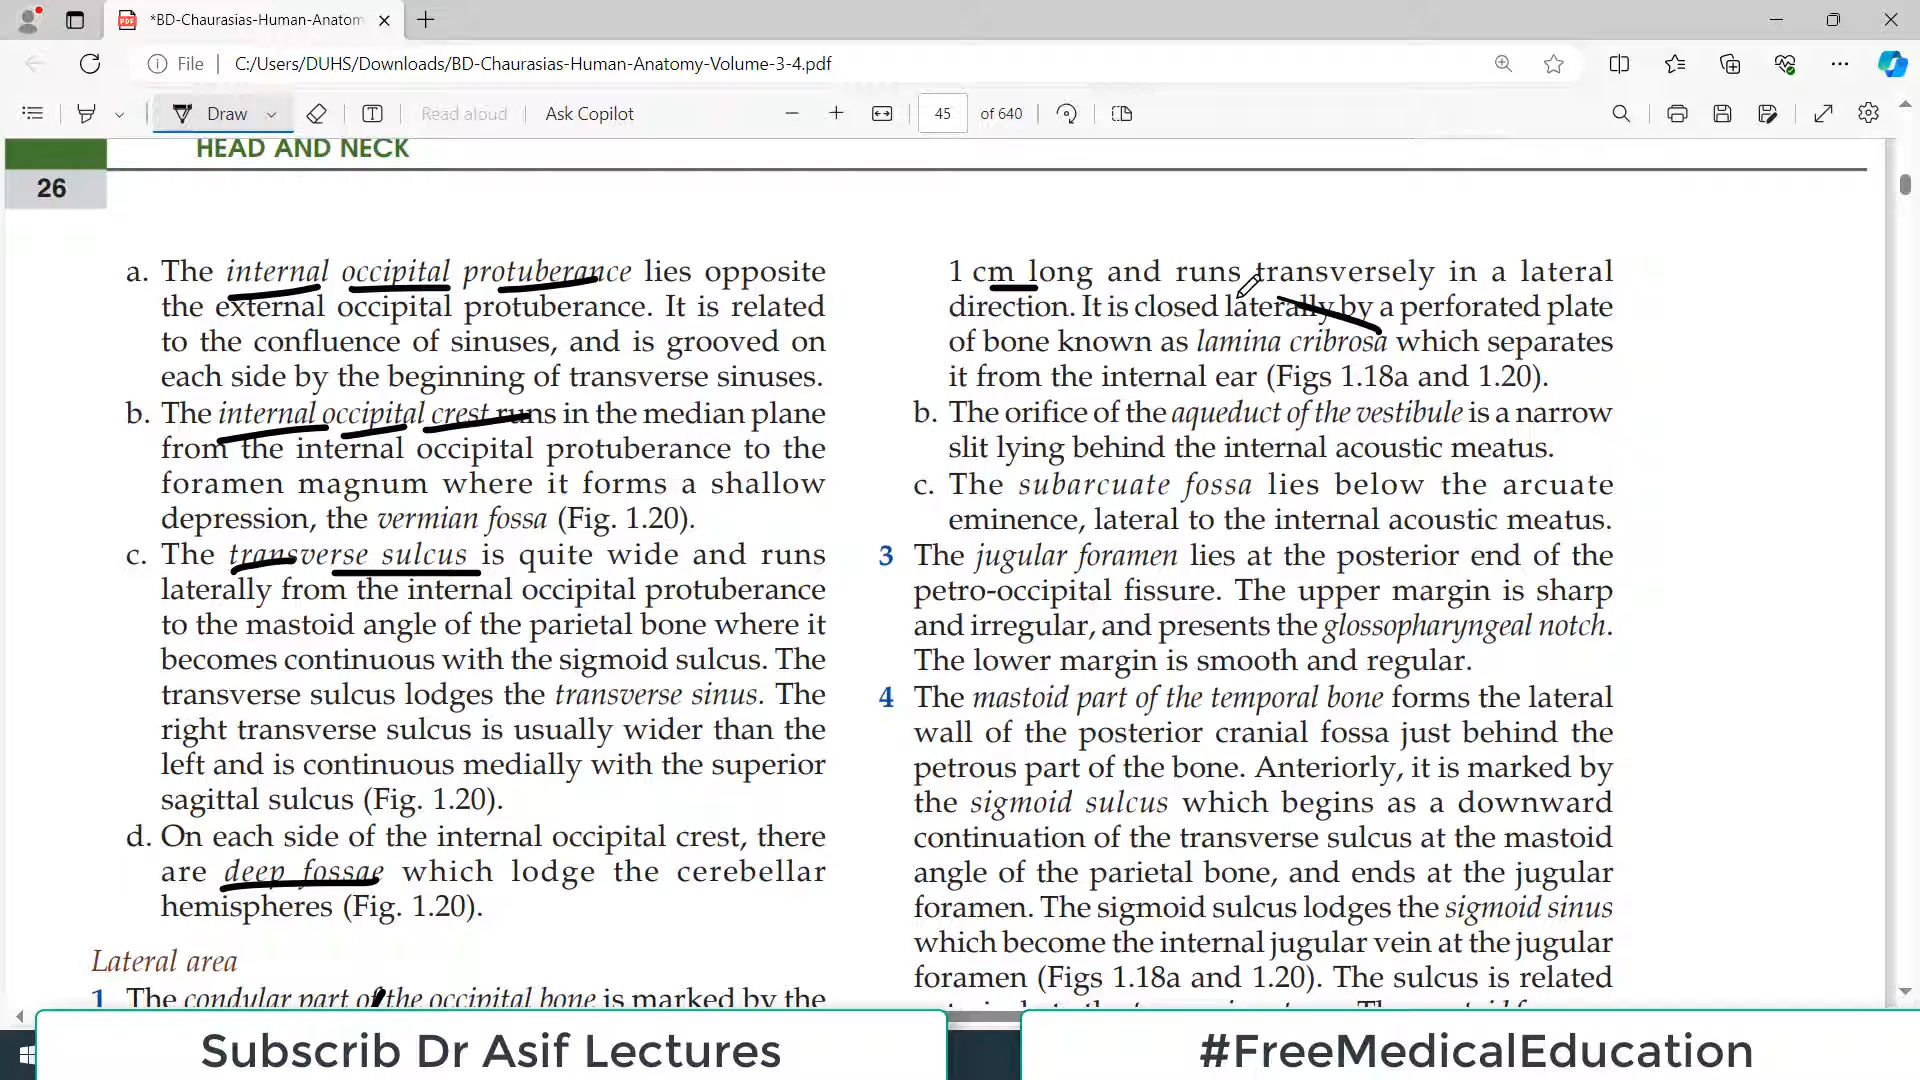 *BD-Chaurasias-Human-Anatom
File
C:/Users/DUHS/Downloads/BD-Chaurasias-Human-Anatomy-Volume-3-4.pdf
Draw
Read aloud
Ask Copilot
45
of 640
HEAD AND NECK
26
a. The internal occipital protuberance lies opposite
the external occipital protuberance. It is related
to the confluence of sinuses, and is grooved on
each side by the beginning of transverse sinuses.
b. The internal occipital crest runs in the median plane
from the internal occipital protuberance to the
foramen magnum where it forms a shallow
depression, the vermian fossa (Fig. 1.20).
c. The transverse sulcus is quite wide and runs
laterally from the internal occipital protuberance
to the mastoid angle of the parietal bone where it
becomes continuous with the sigmoid sulcus. The
transverse sulcus lodges the transverse sinus. The
right transverse sulcus is usually wider than the
left and is continuous medially with the superior
sagittal sulcus (Fig. 1.20).
d. On each side of the internal occipital crest, there
are deep fossae which lodge the cerebellar
hemispheres (Fig. 1.20).
Lateral area
1 The condular part of the occipital bone is marked by the
1 cm long and runs transversely in a lateral
direction. It is closed laterally by a perforated plate
of bone known as lamina cribrosa which separates
it from the internal ear (Figs 1.18a and 1.20).
b. The orifice of the aqueduct of the vestibule is a narrow
slit lying behind the internal acoustic meatus.
c. The subarcuate fossa lies below the arcuate
eminence, lateral to the internal acoustic meatus.
3 The jugular foramen lies at the posterior end of the
petro-occipital fissure. The upper margin is sharp
and irregular, and presents the glossopharyngeal notch.
The lower margin is smooth and regular.
4 The mastoid part of the temporal bone forms the lateral
wall of the posterior cranial fossa just behind the
petrous part of the bone. Anteriorly, it is marked by
the sigmoid sulcus which begins as a downward
continuation of the transverse sulcus at the mastoid
angle of the parietal bone, and ends at the jugular
foramen. The sigmoid sulcus lodges the sigmoid sinus
which become the internal jugular vein at the jugular
foramen (Figs 1.18a and 1.20). The sulcus is related
Subscrib Dr Asif Lectures
#FreeMedicalEducation